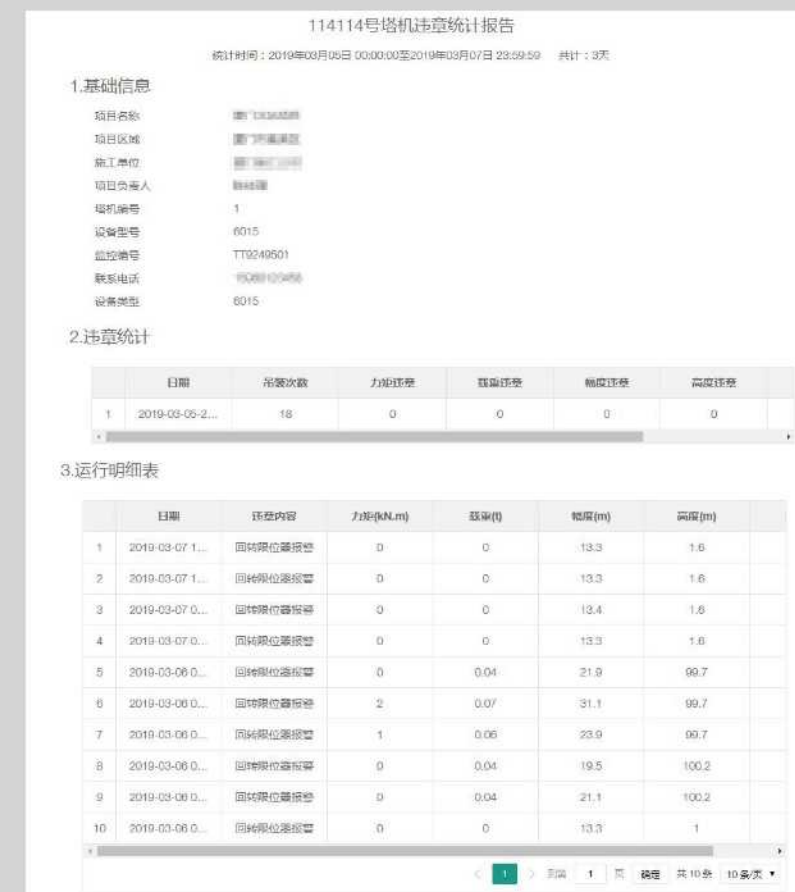 114114号塔机违章统计报告
统计时间：2019年03月05日 00:00:00至2019年03月07日 23:59:59 共计：3天
1.基础信息
项目名称
项目区域
施工单位
项目负责人
塔机编号 1
设备型号 6015
监控编号 TT9249501
联系电话
设备类型 6015
2.违章统计
日期 吊装次数 力矩违章 载重违章 幅度违章 高度违章
1 2019-03-05-2... 18 0 0 0 0
3.运行明细表
日期 违章内容 力矩(kN.m) 载重(t) 幅度(m) 高度(m)
1 2019-03-07 1... 回转限位器报警 0 0 13.3 1.6
2 2019-03-07 1... 回转限位器报警 0 0 13.3 1.6
3 2019-03-07 0... 回转限位器报警 0 0 13.4 1.6
4 2019-03-07 0... 回转限位器报警 0 0 13.3 1.6
5 2019-03-06 0... 回转限位器报警 0 0.04 21.9 99.7
6 2019-03-06 0... 回转限位器报警 2 0.07 31.1 99.7
7 2019-03-06 0... 回转限位器报警 1 0.06 23.9 99.7
8 2019-03-06 0... 回转限位器报警 0 0.04 19.5 100.2
9 2019-03-06 0... 回转限位器报警 0 0.04 21.1 100.2
10 2019-03-06 0... 回转限位器报警 0 0 13.3 1
1 到第 1 页 确定 共 10 条 10 条/页